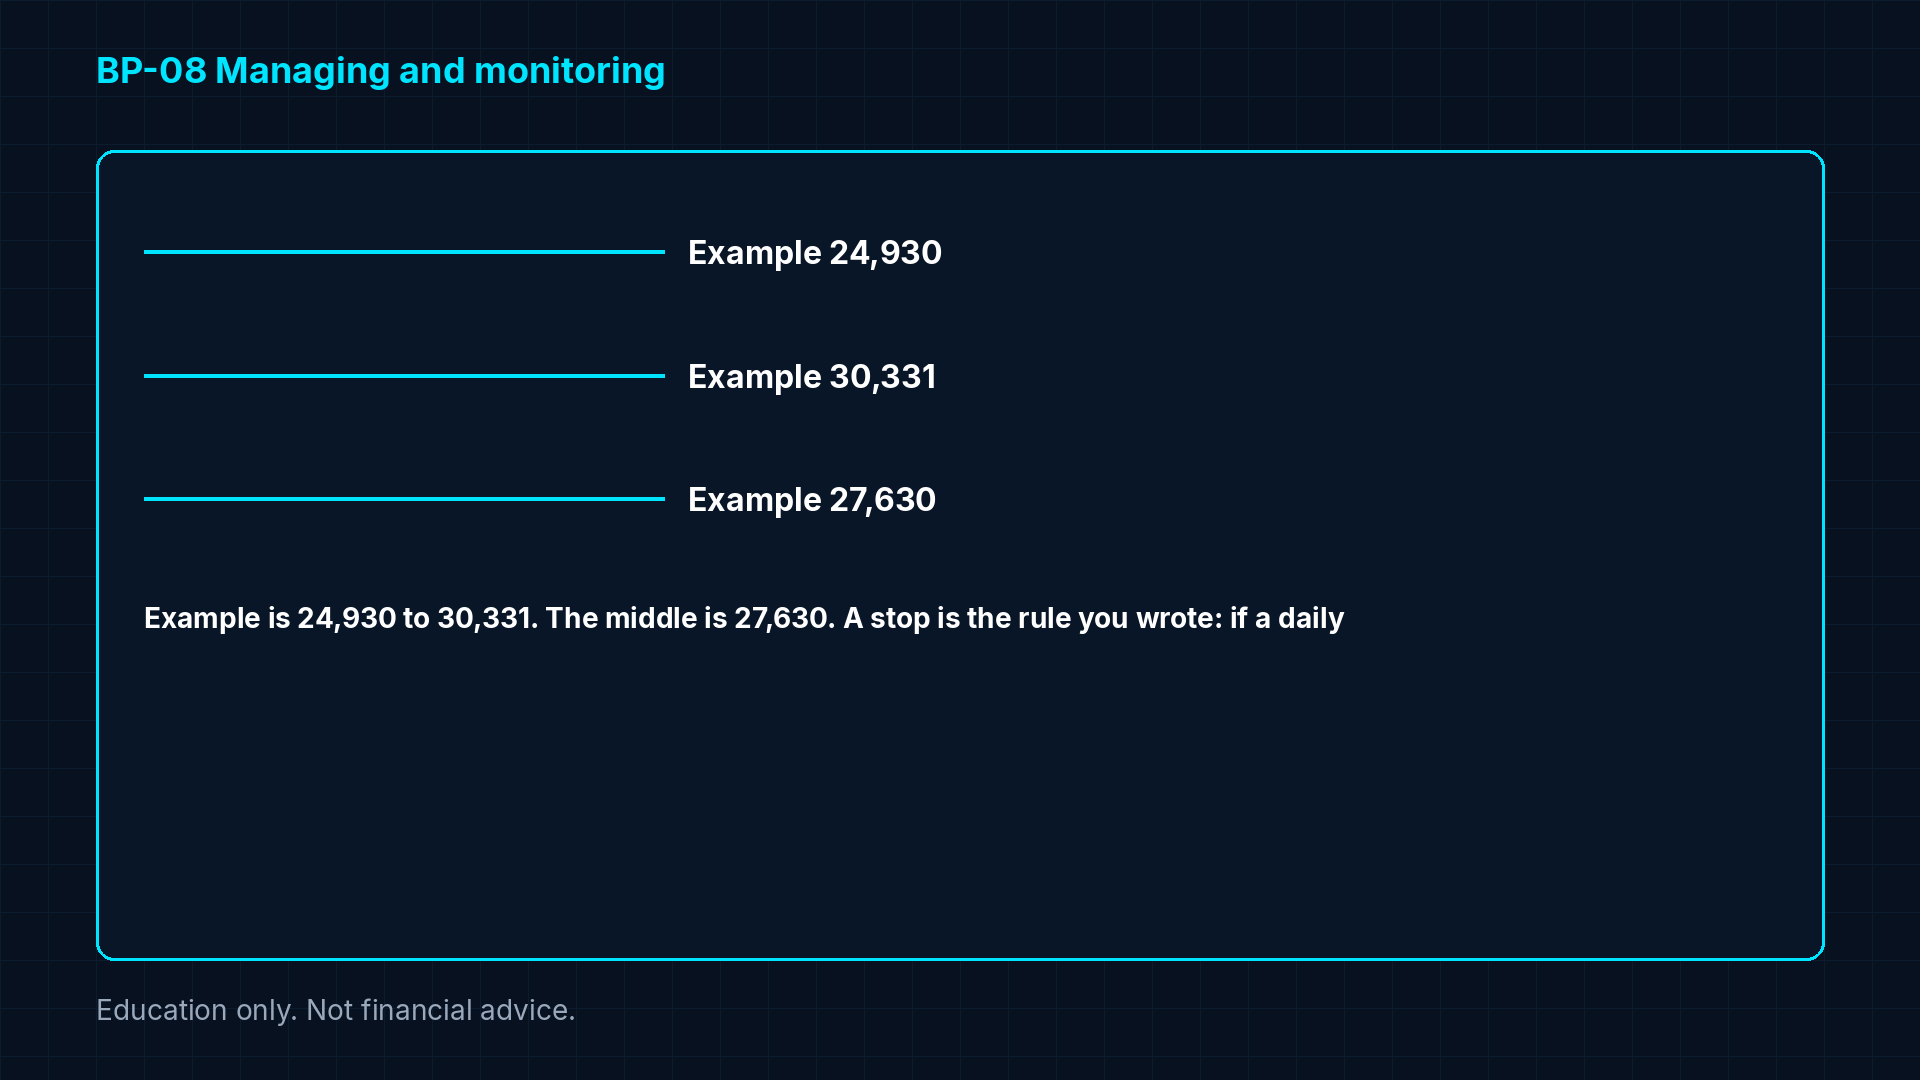 BP-08 Managing and monitoring
Example 24,930
Example 30,331
Example 27,630
Example is 24,930 to 30,331. The middle is 27,630. A stop is the rule you wrote: if a daily
Education only. Not financial advice.